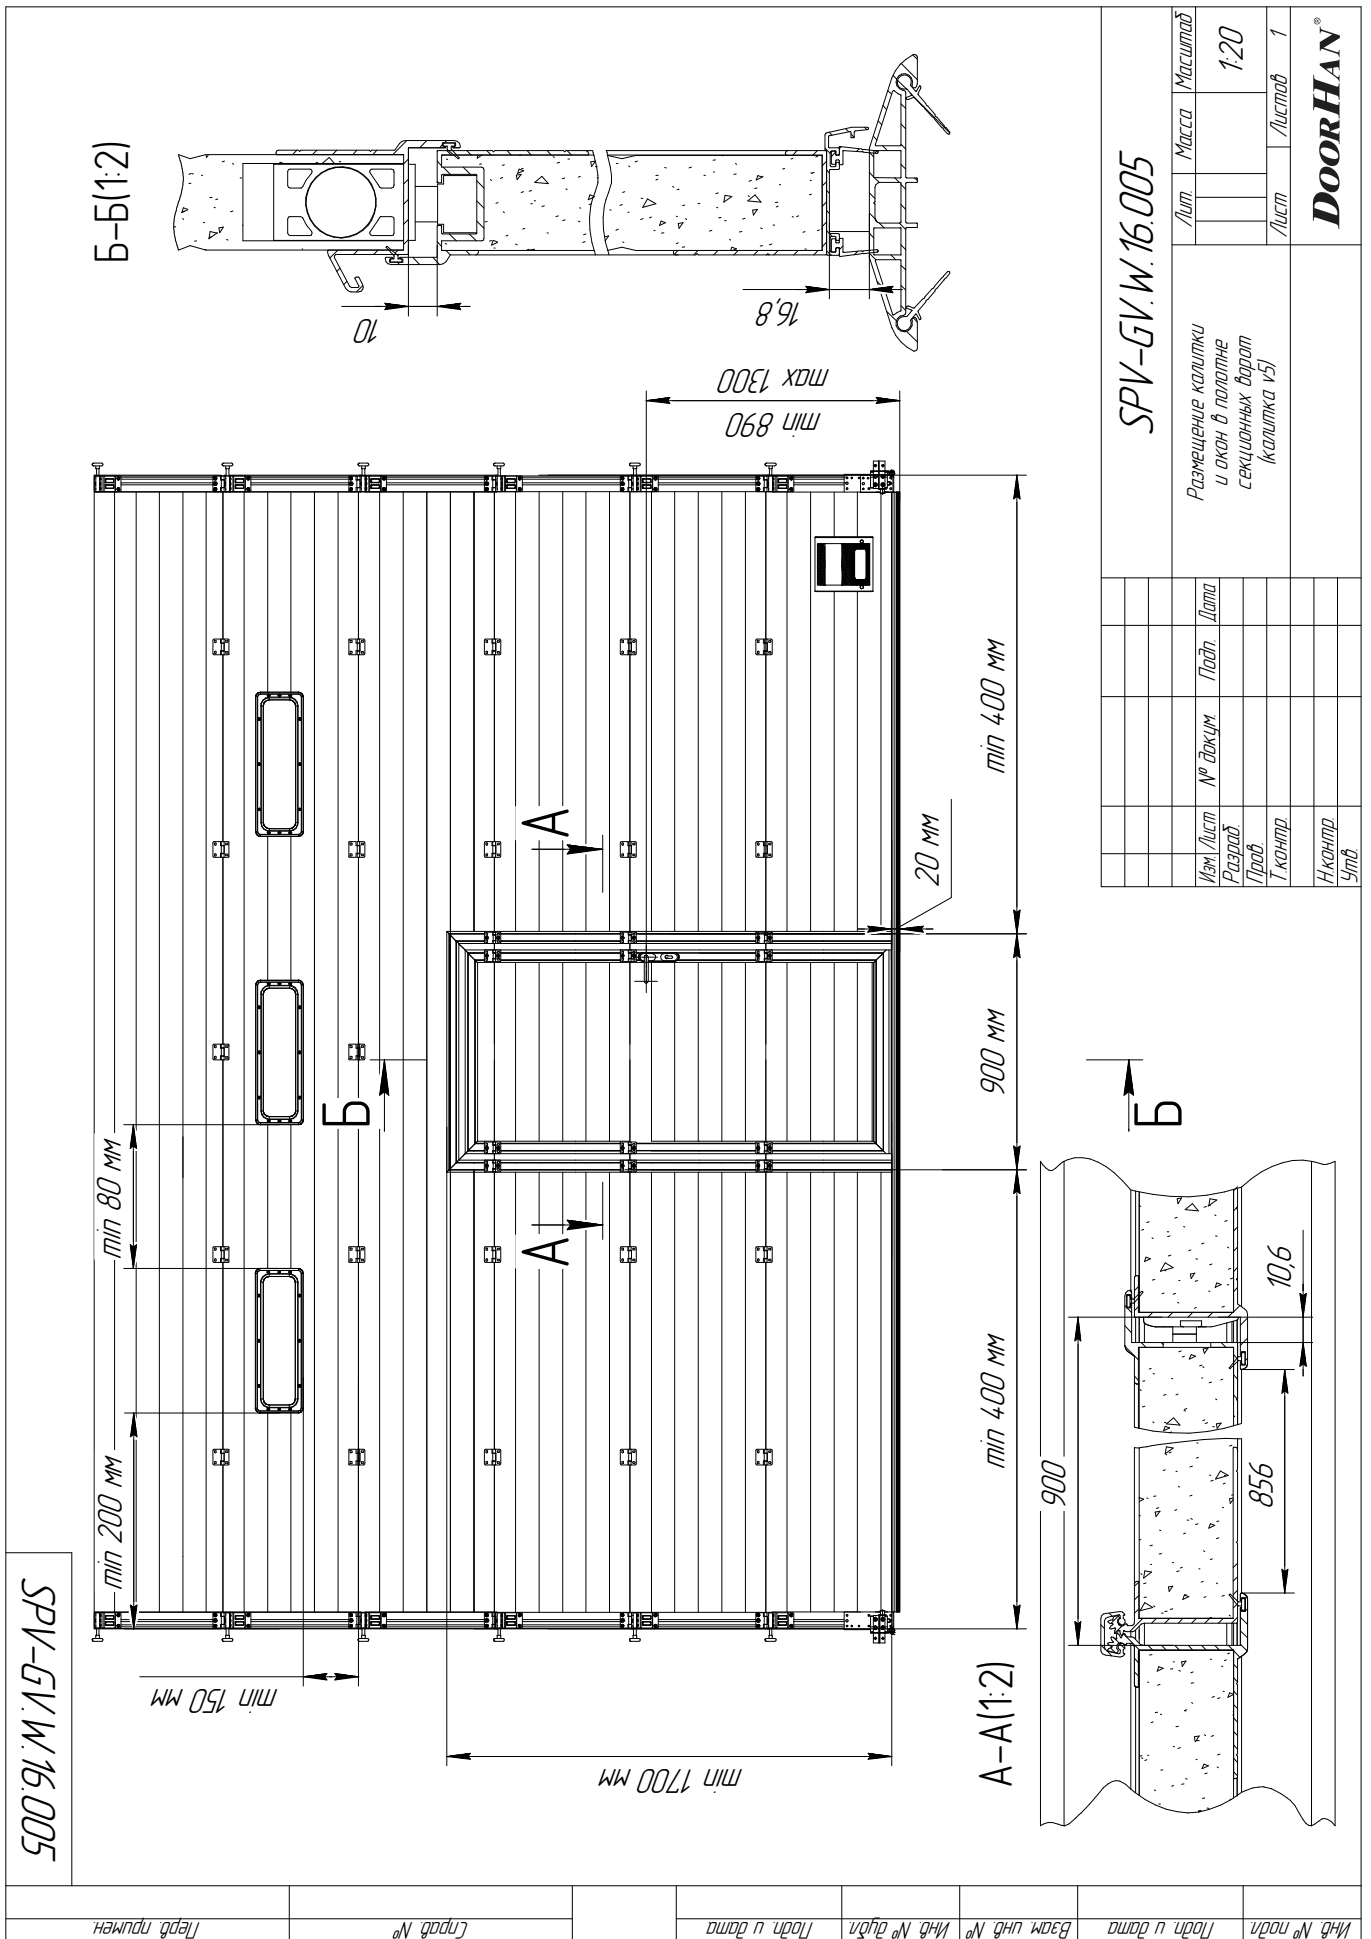 SPV-GV.W.16.005
Перв. примен.
Справ. №
Подп. и дата
Инв. № дубл.
Взам. инв. №
Подп. и дата
Инв. № подл.
min 200 мм
min 80 мм
min 150 мм
min 1700 мм
Б
Б
А
А
min 400 мм
900 мм
min 400 мм
20 мм
min 890
max 1300
Б-Б(1:2)
10
16,8
А-А(1:2)
900
856
10,6
SPV-GV.W.16.005
Изм. Лист № докум. Подп. Дата
Разраб.
Пров.
Т.контр.
Н.контр.
Утв.
Размещение калитки
и окон в полотне
секционных ворот
(калитка v5)
Лит. Масса Масштаб
1:20
Лист Листов 1
DOORHAN®